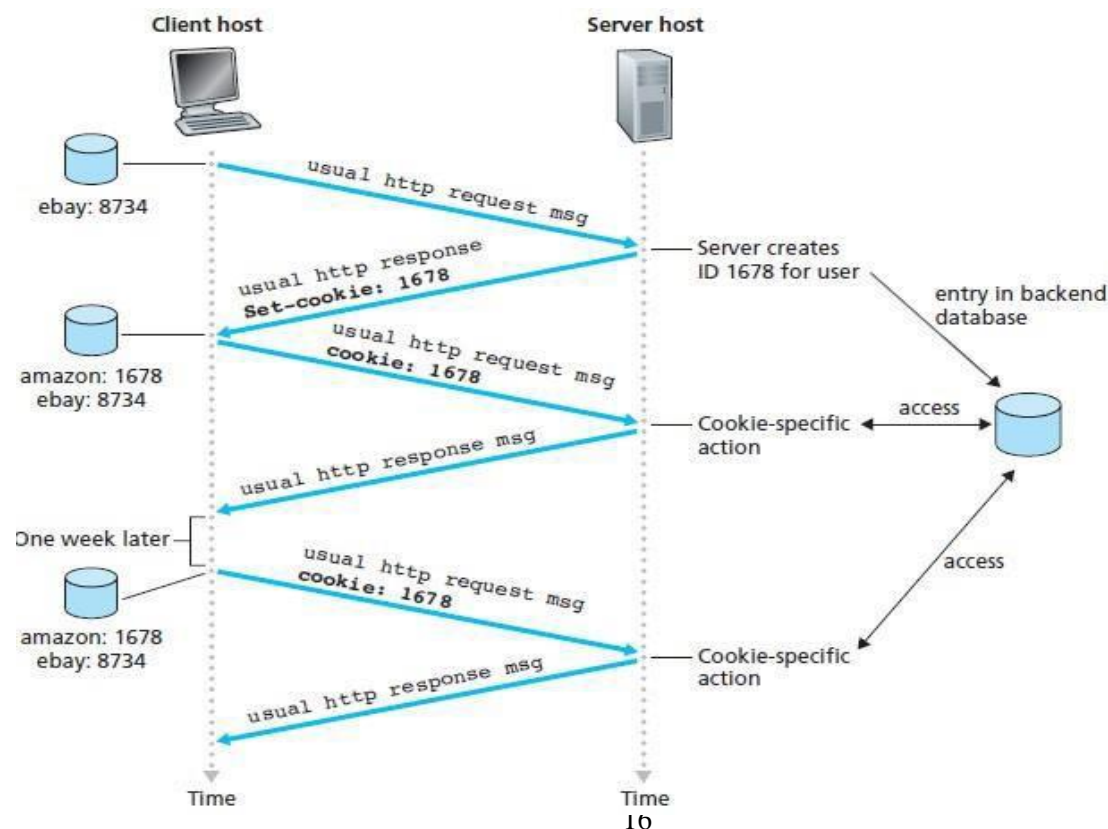 Client host
Server host
usual http request msg
ebay: 8734
Server creates
ID 1678 for user
usual http response
Set-cookie: 1678
entry in backend
database
usual http request msg
cookie: 1678
amazon: 1678
ebay: 8734
access
Cookie-specific
action
usual http response msg
One week later
usual http request msg
cookie: 1678
access
amazon: 1678
ebay: 8734
Cookie-specific
action
usual http response msg
Time
Time
16